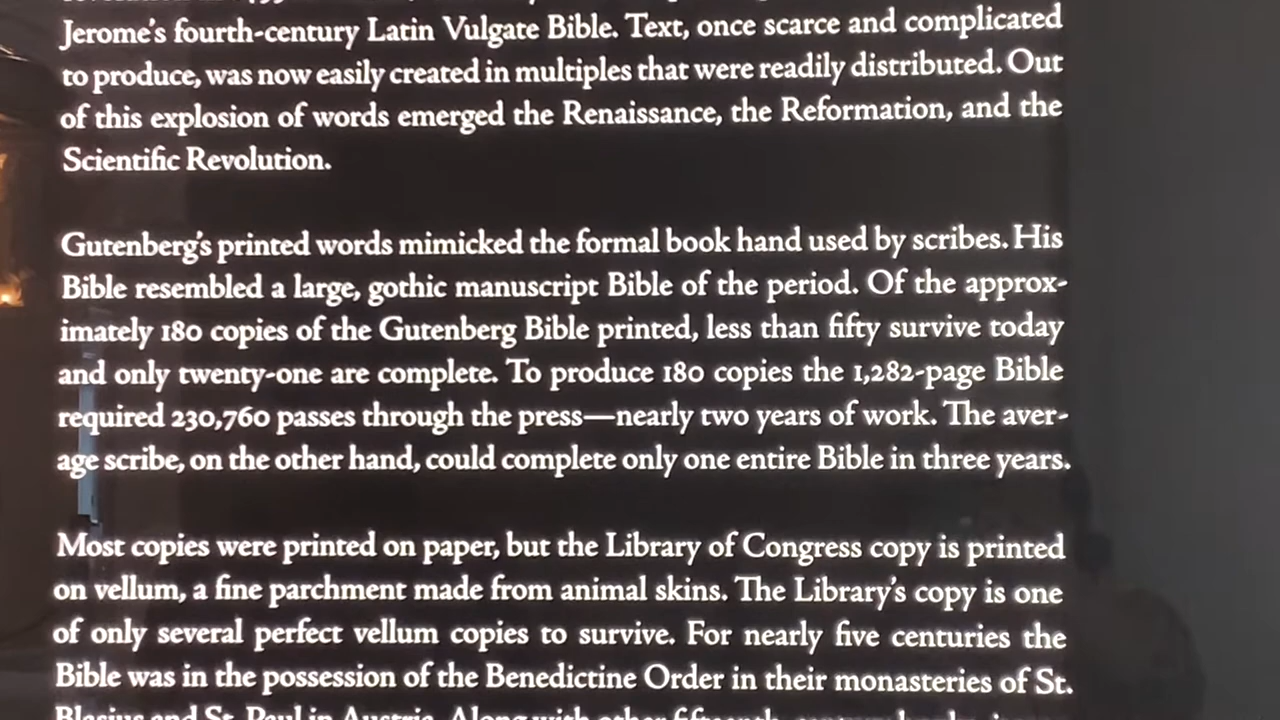 Jerome's fourth-century Latin Vulgate Bible. Text, once scarce and complicated
to produce, was now easily created in multiples that were readily distributed. Out
of this explosion of words emerged the Renaissance, the Reformation, and the
Scientific Revolution.
Gutenberg's printed words mimicked the formal book hand used by scribes. His
Bible resembled a large, gothic manuscript Bible of the period. Of the approx-
imately 180 copies of the Gutenberg Bible printed, less than fifty survive today
and only twenty-one are complete. To produce 180 copies the 1,282-page Bible
required 230,760 passes through the press—nearly two years of work. The aver-
age scribe, on the other hand, could complete only one entire Bible in three years.
Most copies were printed on paper, but the Library of Congress copy is printed
on vellum, a fine parchment made from animal skins. The Library's copy is one
of only several perfect vellum copies to survive. For nearly five centuries the
Bible was in the possession of the Benedictine Order in their monasteries of St.
Blasius and St. Paul in Austria. Along with other